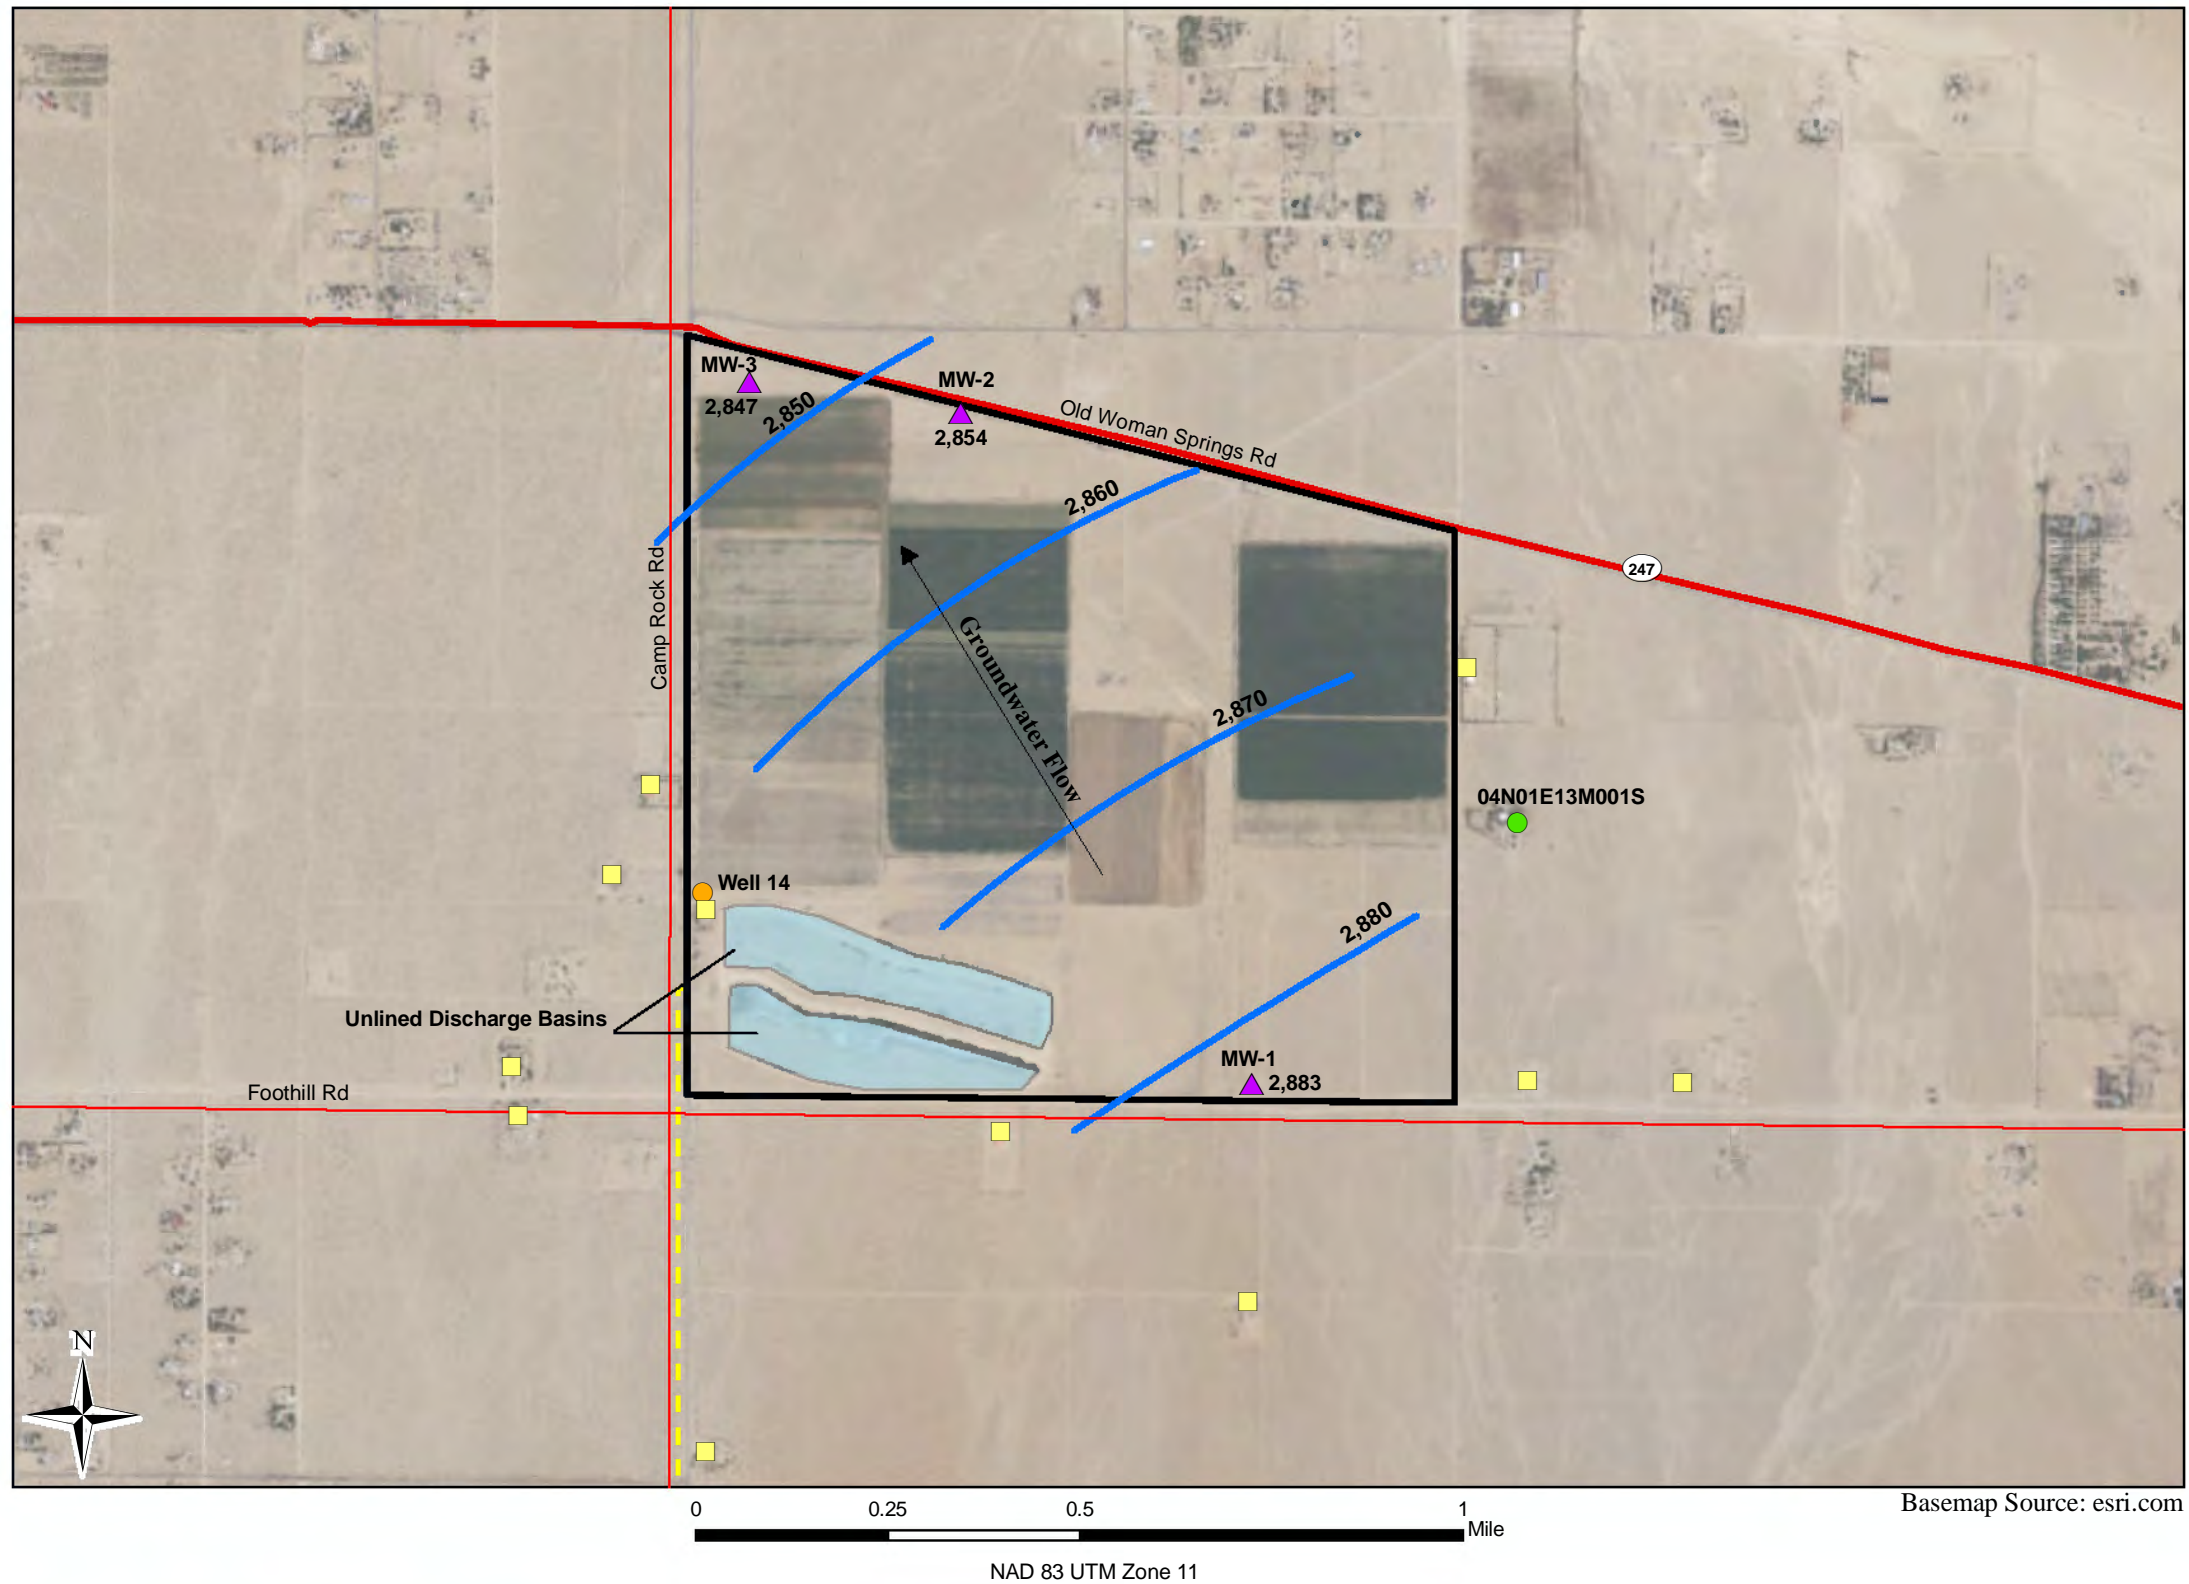 MW-3
2,847
2,850
MW-2
2,854
Old Woman Springs Rd
2,860
247
Camp Rock Rd
Groundwater Flow
2,870
04N01E13M001S
Well 14
2,880
Unlined Discharge Basins
MW-1
2,883
Foothill Rd
N
0 0.25 0.5 1
Mile
Basemap Source: esri.com
NAD 83 UTM Zone 11